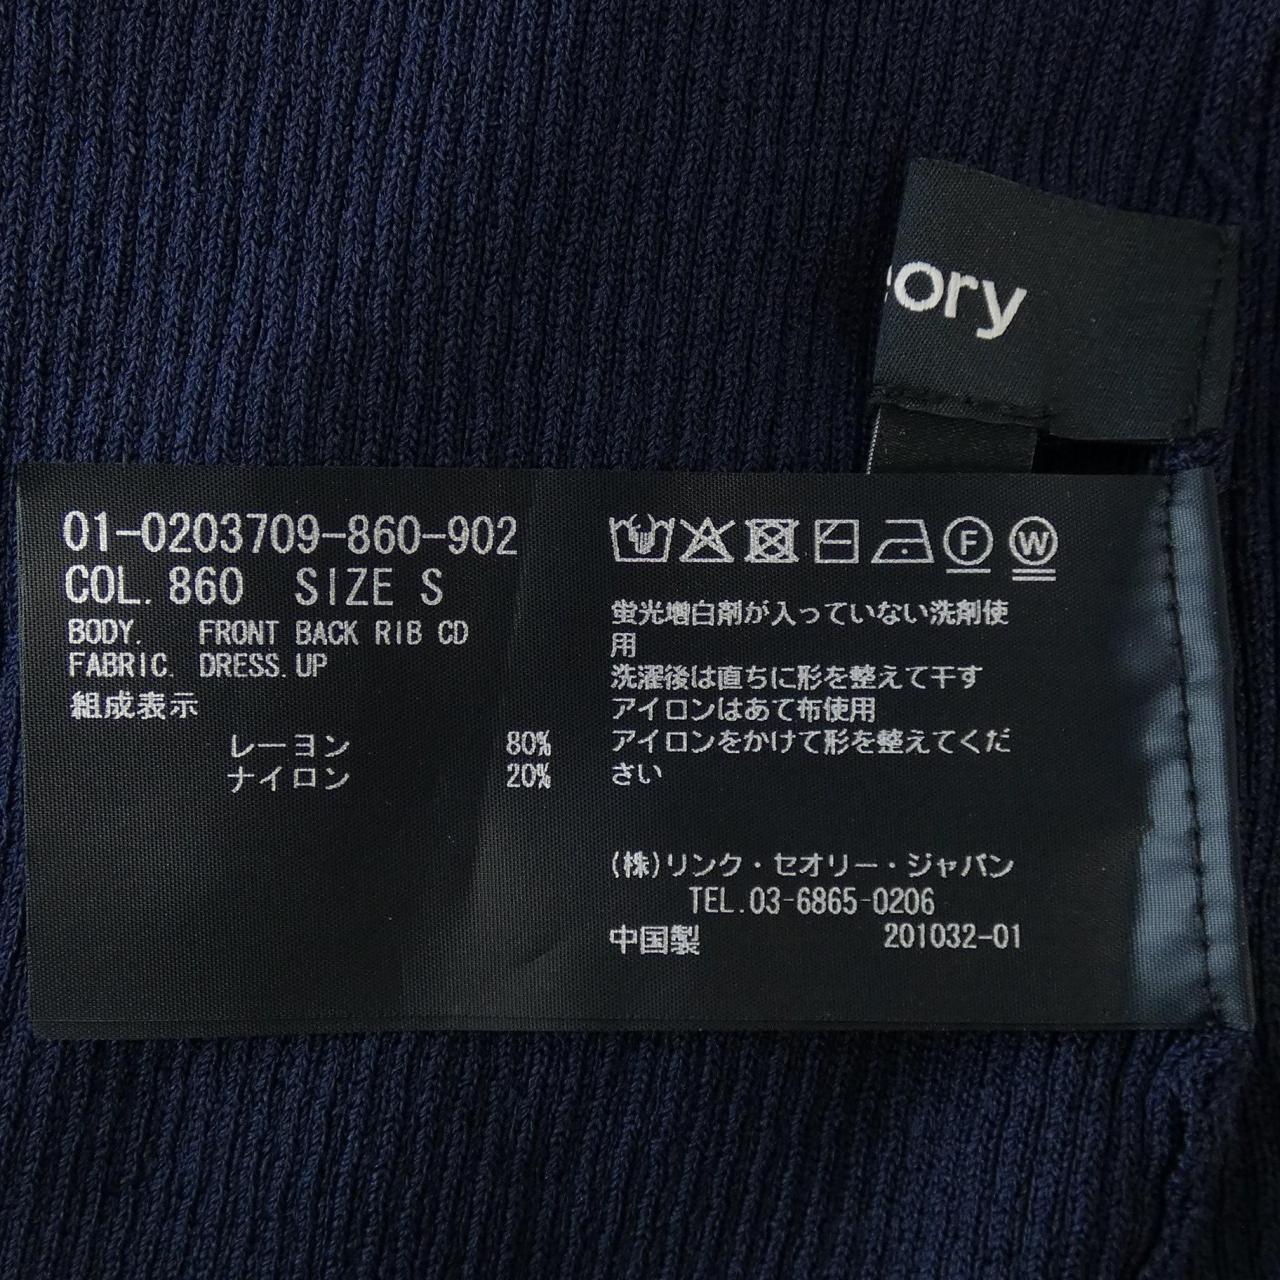 eory
01-0203709-860-902
COL. 860 SIZE S
BODY. FRONT BACK RIB CD
FABRIC. DRESS.UP
組成表示
レーヨン 80%
ナイロン 20%
F W
蛍光増白剤が入っていない洗剤使
用
洗濯後は直ちに形を整えて干す
アイロンはあて布使用
アイロンをかけて形を整えてくだ
さい
(株)リンク・セオリー・ジャパン
TEL.03-6865-0206
中国製 201032-01